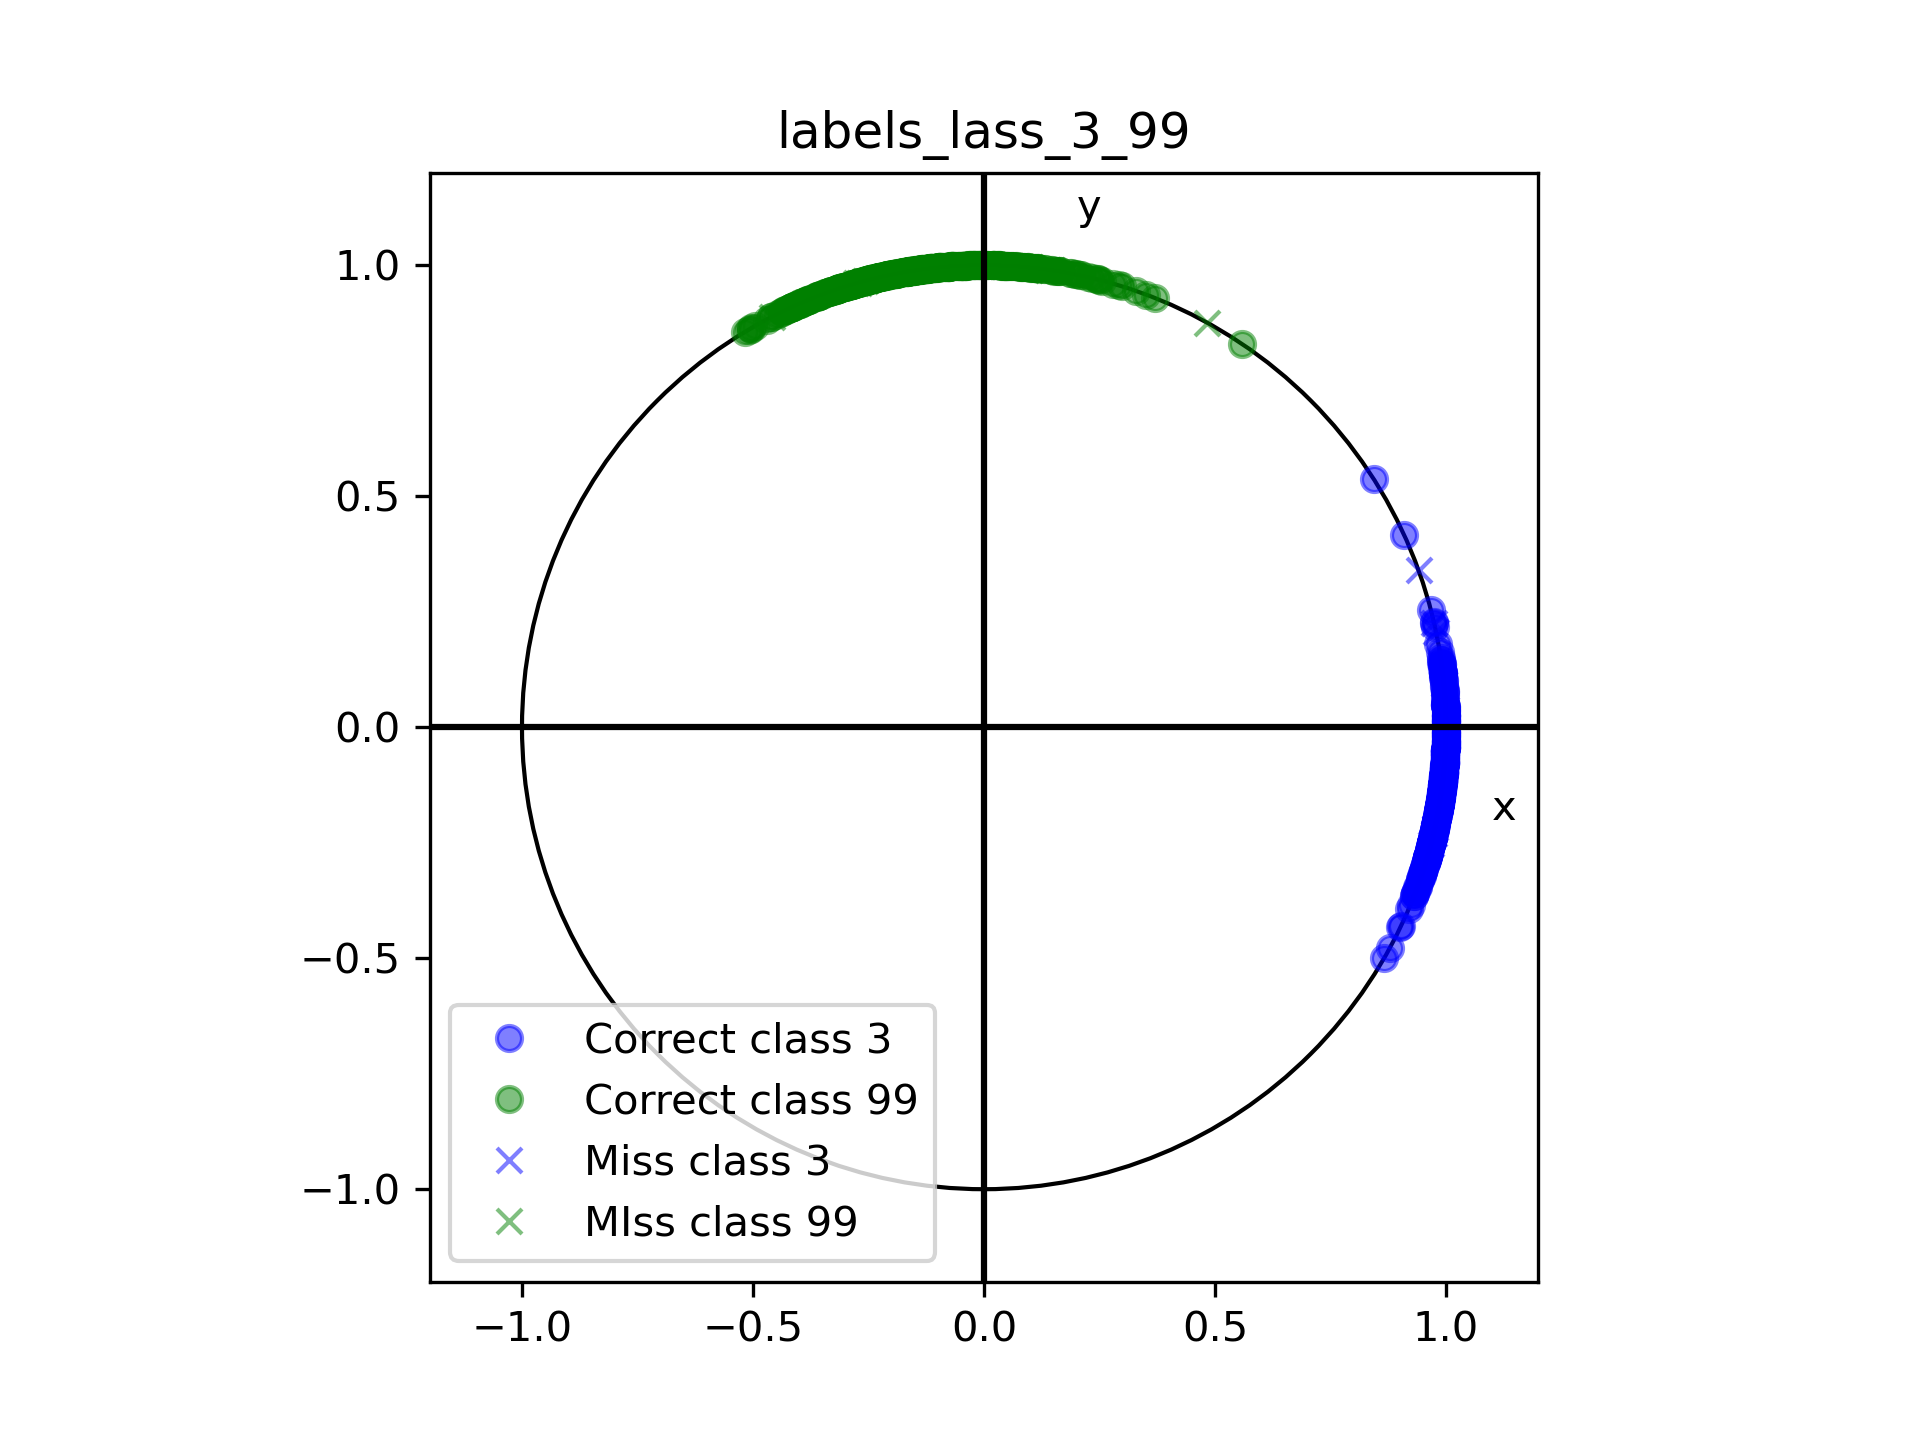 labels_lass_3_99
y
x
1.0
0.5
0.0
−0.5
−1.0
−1.0
−0.5
0.0
0.5
1.0
Correct class 3
Correct class 99
Miss class 3
MIss class 99